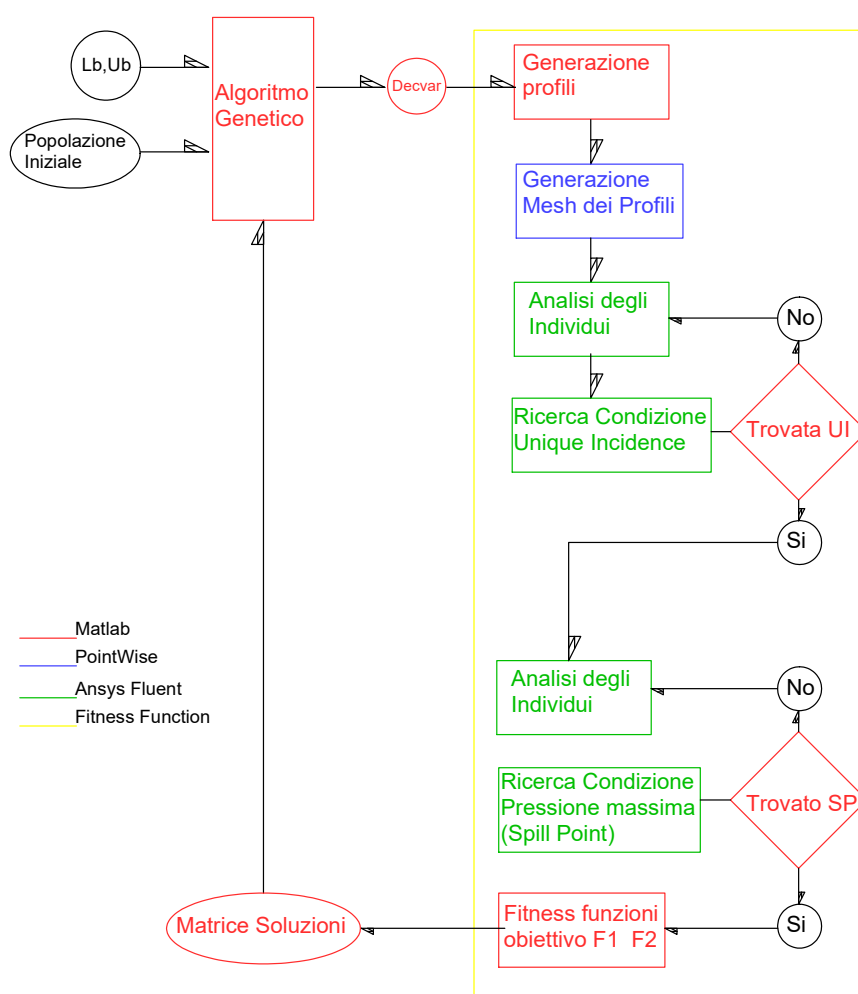 Lb,Ub
Popolazione
Iniziale
Algoritmo
Genetico
Decvar
Generazione
profili
Generazione
Mesh dei Profili
Analisi degli
Individui
No
Ricerca Condizione
Unique Incidence
Trovata UI
Si
Matlab
PointWise
Ansys Fluent
Fitness Function
Analisi degli
Individui
No
Ricerca Condizione
Pressione massima
(Spill Point)
Trovato SP
Si
Fitness funzioni
obiettivo F1 F2
Matrice Soluzioni